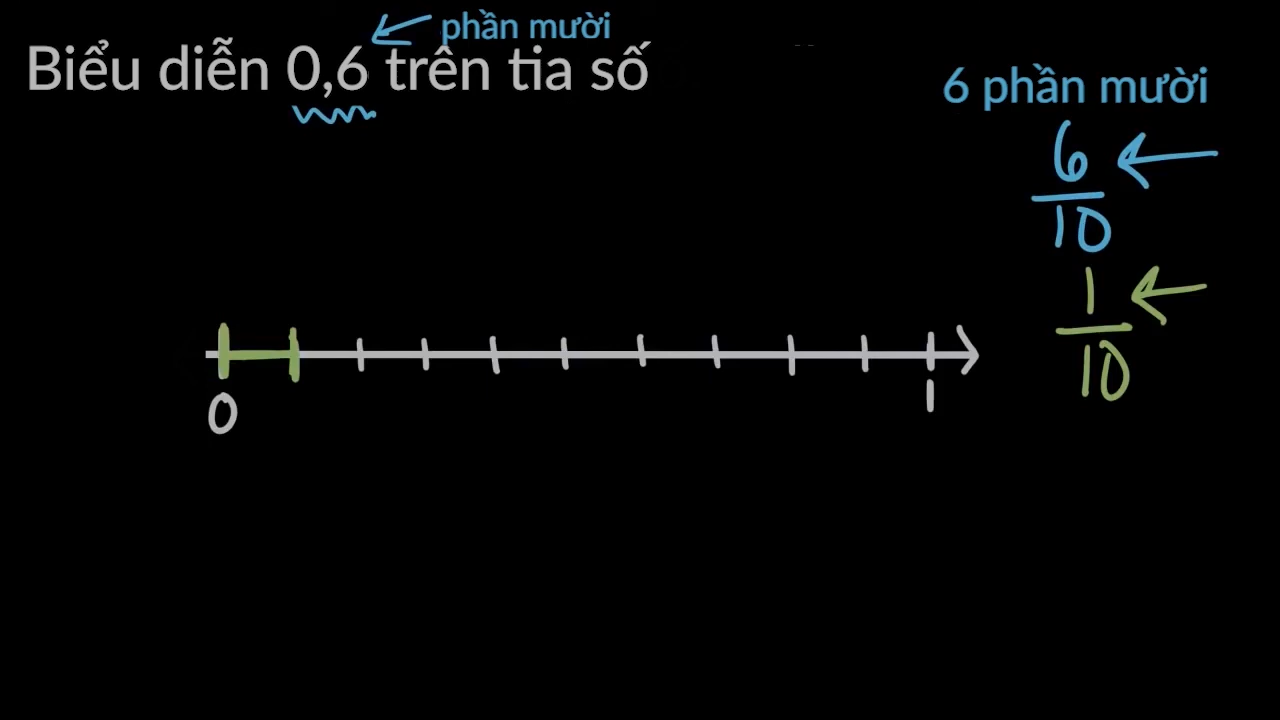 phần mười
Biểu diễn 0,6 trên tia số
6 phần mười
6
10
1
10
0
1